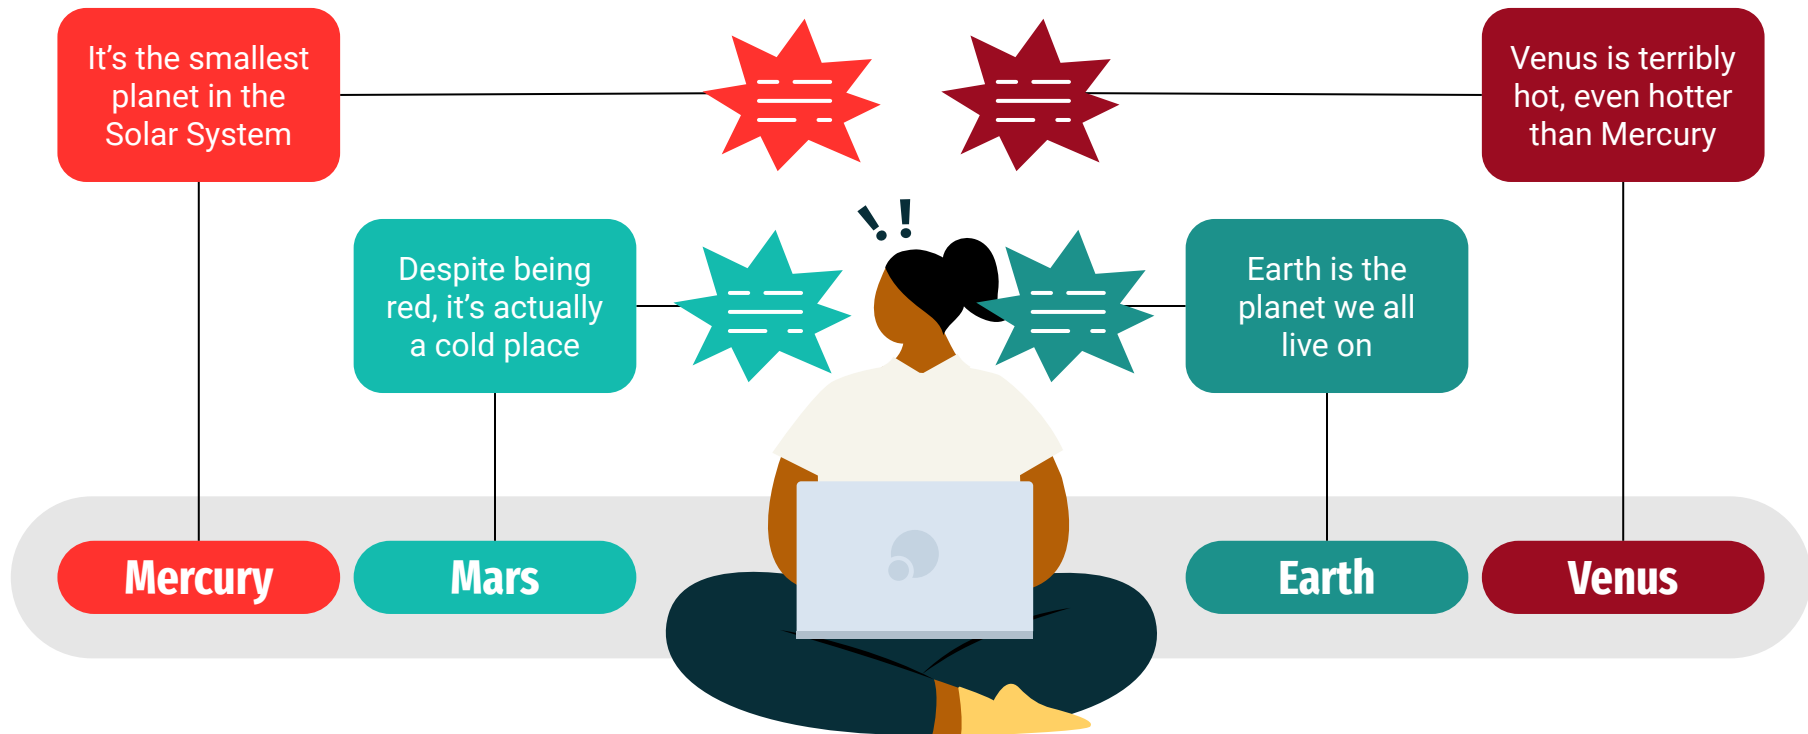 It's the smallest
planet in the
Solar System
Venus is terribly
hot, even hotter
than Mercury
Despite being
red, it's actually
a cold place
Earth is the
planet we all
live on
!!
Mercury
Mars
Earth
Venus